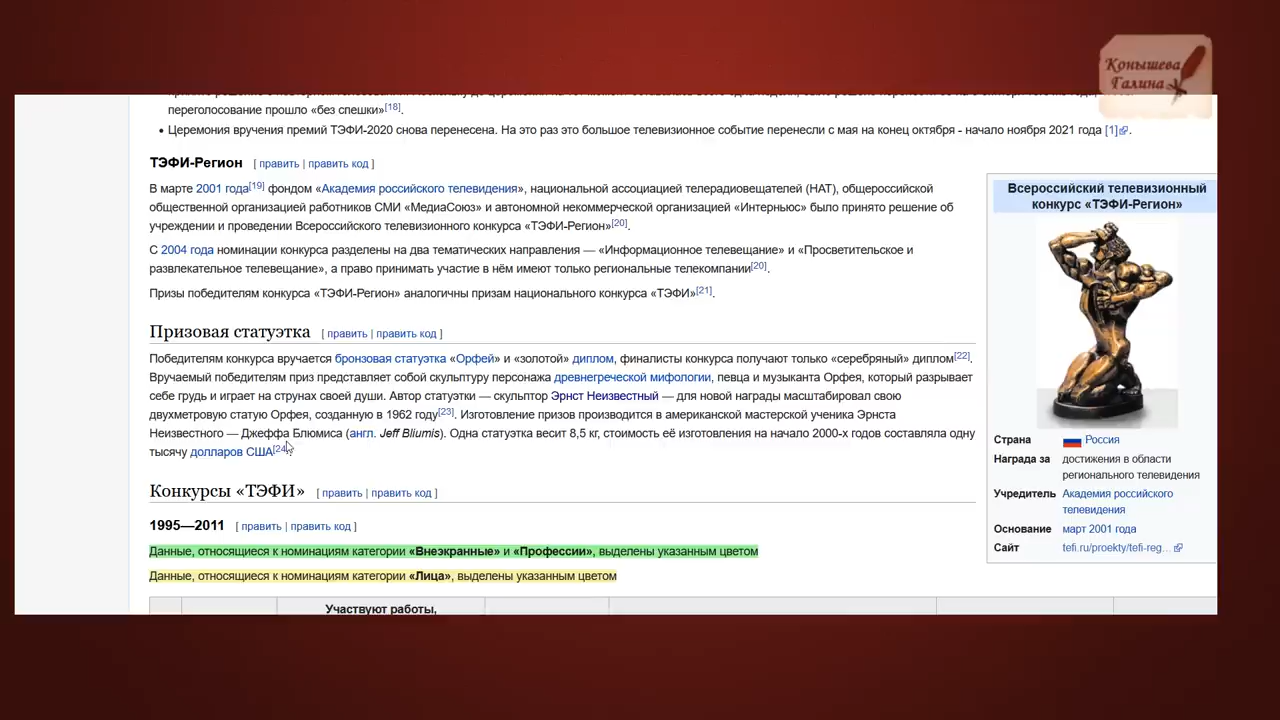 Конышева
Галина
переголосование прошло «без спешки»[18].
• Церемония вручения премий ТЭФИ-2020 снова перенесена. На это раз это большое телевизионное событие перенесли с мая на конец октября - начало ноября 2021 года [1].
ТЭФИ-Регион [ править | править код ]
В марте 2001 года[19] фондом «Академия российского телевидения», национальной ассоциацией телерадиовещателей (НАТ), общероссийской
общественной организацией работников СМИ «МедиаСоюз» и автономной некоммерческой организацией «Интерньюс» было принято решение об
учреждении и проведении Всероссийского телевизионного конкурса «ТЭФИ-Регион»[20].
С 2004 года номинации конкурса разделены на два тематических направления — «Информационное телевещание» и «Просветительское и
развлекательное телевещание», а право принимать участие в нём имеют только региональные телекомпании[20].
Призы победителям конкурса «ТЭФИ-Регион» аналогичны призам национального конкурса «ТЭФИ»[21].
Призовая статуэтка [ править | править код ]
Победителям конкурса вручается бронзовая статуэтка «Орфей» и «золотой» диплом, финалисты конкурса получают только «серебряный» диплом[22].
Вручаемый победителям приз представляет собой скульптуру персонажа древнегреческой мифологии, певца и музыканта Орфея, который разрывает
себе грудь и играет на струнах своей души. Автор статуэтки — скульптор Эрнст Неизвестный — для новой награды масштабировал свою
двухметровую статую Орфея, созданную в 1962 году[23]. Изготовление призов производится в американской мастерской ученика Эрнста
Неизвестного — Джеффа Блюмиса (англ. Jeff Bliumis). Одна статуэтка весит 8,5 кг, стоимость её изготовления на начало 2000-х годов составляла одну
тысячу долларов США[24]
Конкурсы «ТЭФИ» [ править | править код ]
1995—2011 [ править | править код ]
Данные, относящиеся к номинациям категории «Внеэкранные» и «Профессии», выделены указанным цветом
Данные, относящиеся к номинациям категории «Лица», выделены указанным цветом
Участвуют работы,
Всероссийский телевизионный
конкурс «ТЭФИ-Регион»
Страна Россия
Награда за достижения в области
регионального телевидения
Учредитель Академия российского
телевидения
Основание март 2001 года
Сайт tefi.ru/proekty/tefi-reg...